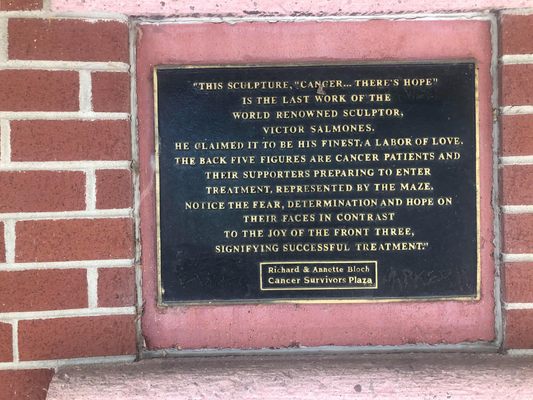 "THIS SCULPTURE, "CANCER... THERE'S HOPE"
IS THE LAST WORK OF THE
WORLD RENOWNED SCULPTOR,
VICTOR SALMONES.
HE CLAIMED IT TO BE HIS FINEST, A LABOR OF LOVE.
THE BACK FIVE FIGURES ARE CANCER PATIENTS AND
THEIR SUPPORTERS PREPARING TO ENTER
TREATMENT, REPRESENTED BY THE MAZE,
NOTICE THE FEAR, DETERMINATION AND HOPE ON
THEIR FACES IN CONTRAST
TO THE JOY OF THE FRONT THREE,
SIGNIFYING SUCCESSFUL TREATMENT."
Richard & Annette Bloch
Cancer Survivors Plaza